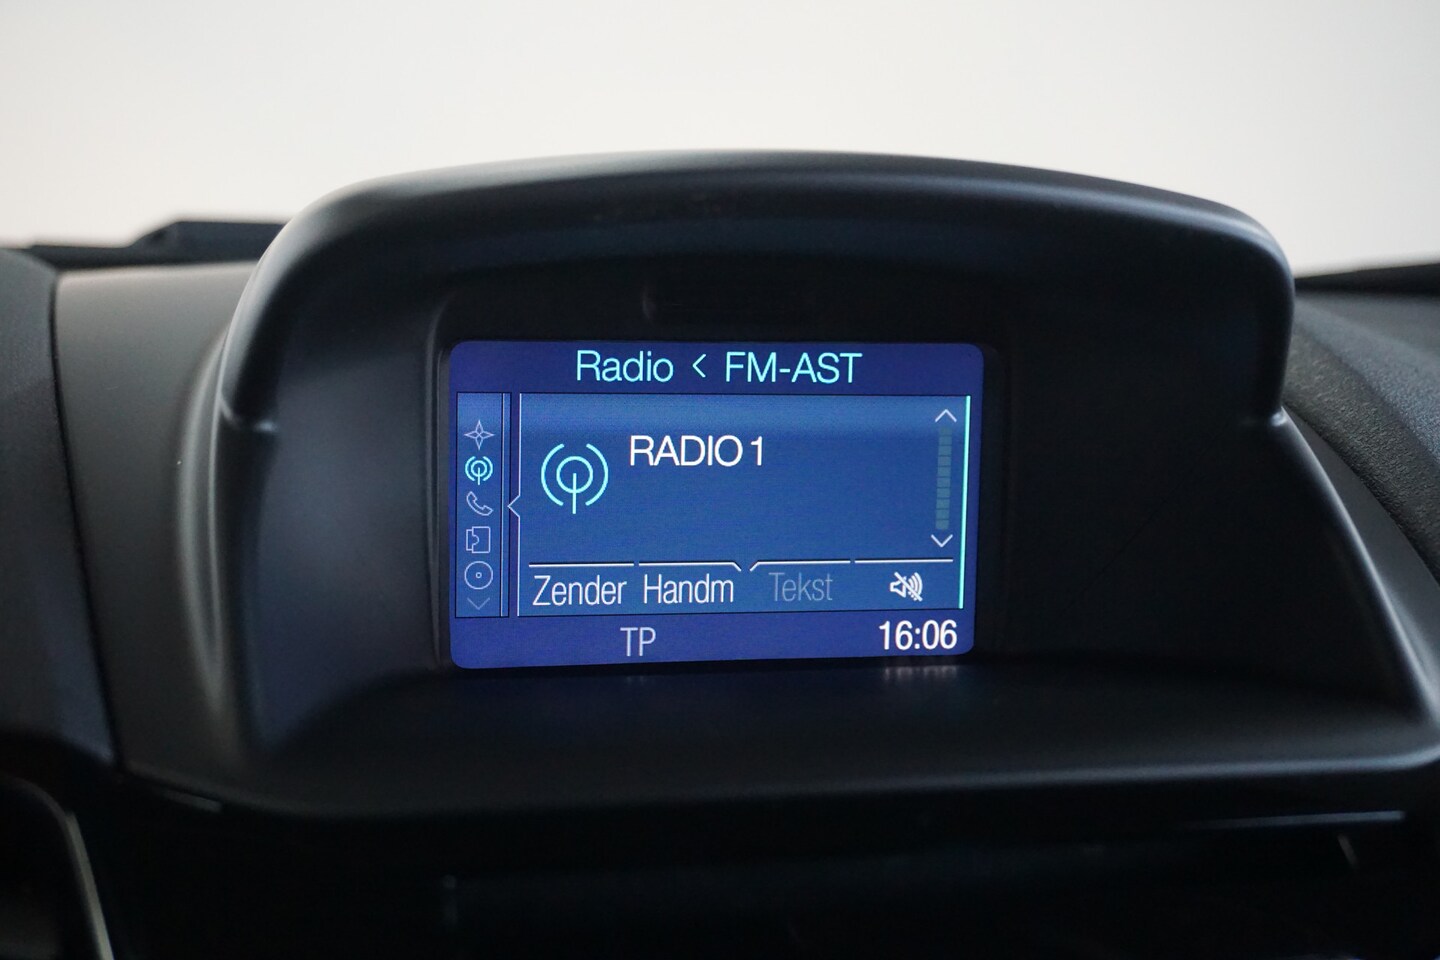 Radio < FM-AST
RADIO 1
Zender Handm Tekst
TP 16:06